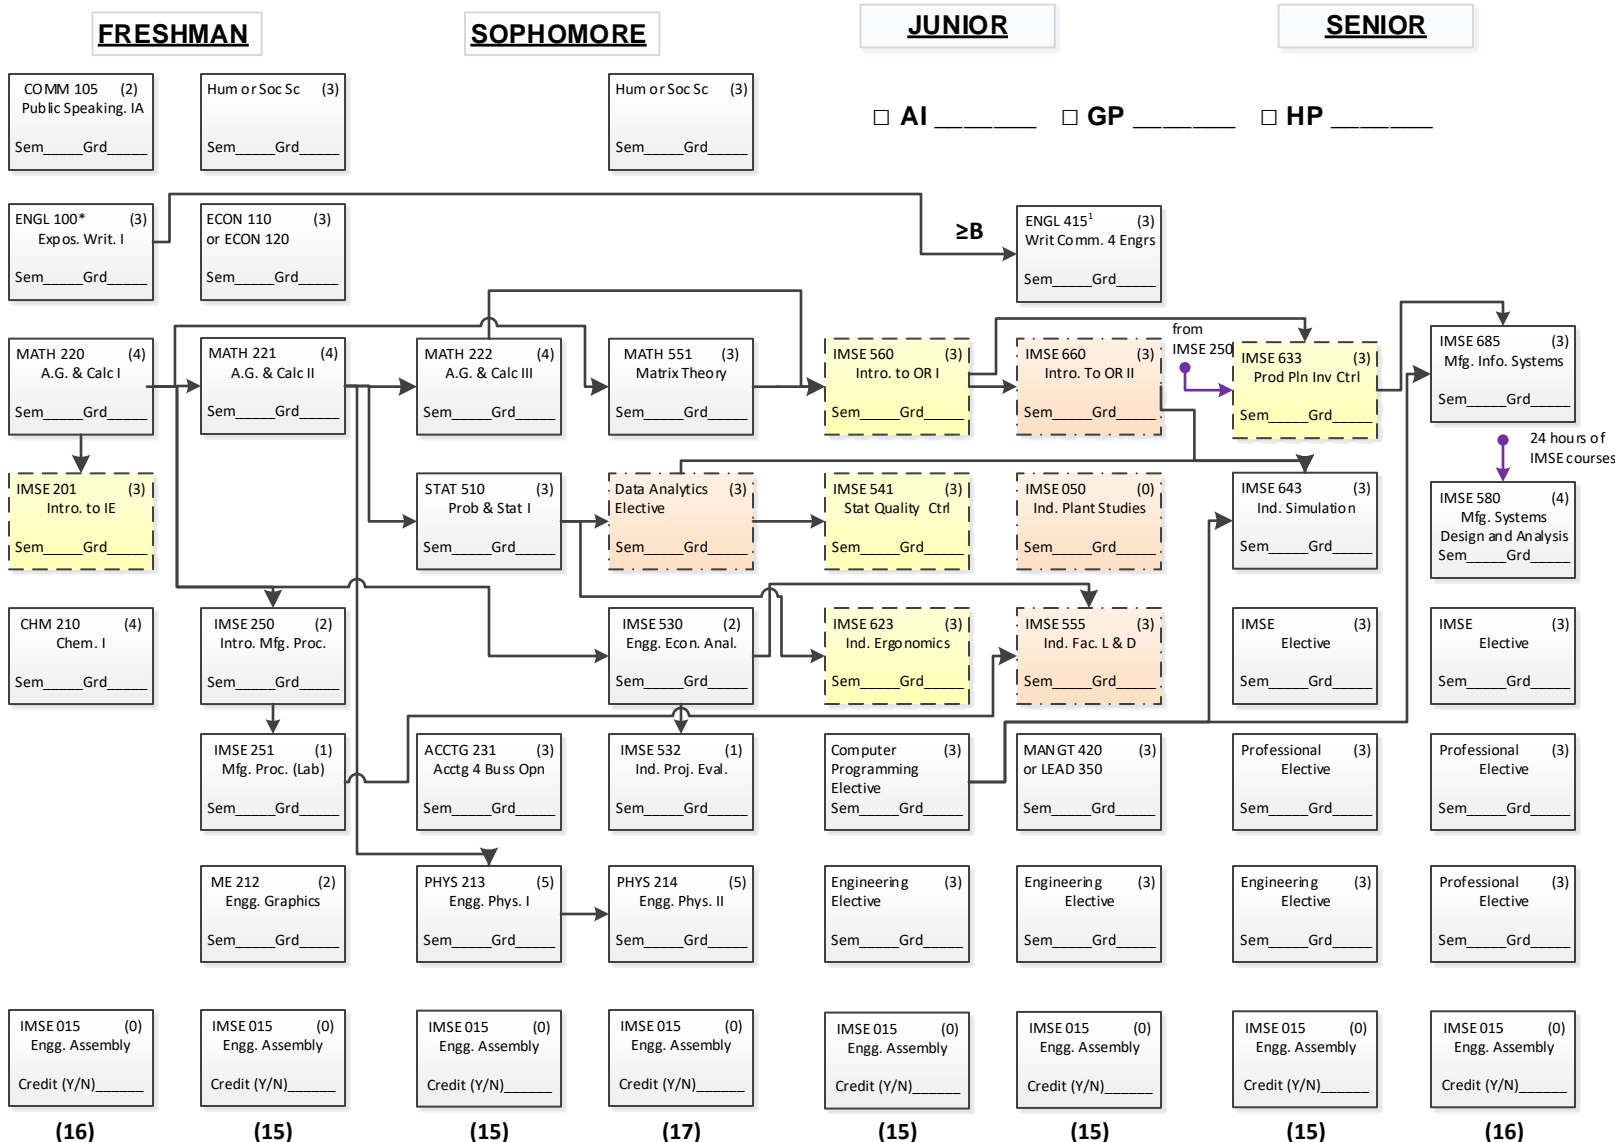 FRESHMAN
SOPHOMORE
JUNIOR
SENIOR
□ AI _______ □ GP _______ □ HP _______
COMM 105 (2)
Public Speaking. IA
Sem_____Grd_____
Hum or Soc Sc (3)
Sem_____Grd_____
Hum or Soc Sc (3)
Sem_____Grd_____
ENGL 100* (3)
Expos. Writ. I
Sem_____Grd_____
ECON 110 (3)
or ECON 120
Sem_____Grd_____
≥B
ENGL 415¹ (3)
Writ Comm. 4 Engrs
Sem_____Grd_____
MATH 220 (4)
A.G. & Calc I
Sem_____Grd_____
MATH 221 (4)
A.G. & Calc II
Sem_____Grd_____
MATH 222 (4)
A.G. & Calc III
Sem_____Grd_____
MATH 551 (3)
Matrix Theory
Sem_____Grd_____
IMSE 560 (3)
Intro. to OR I
Sem_____Grd_____
IMSE 660 (3)
Intro. To OR II
Sem_____Grd_____
from
IMSE 250
IMSE 633 (3)
Prod Pln Inv Ctrl
Sem_____Grd_____
IMSE 685 (3)
Mfg. Info. Systems
Sem_____Grd_____
24 hours of
IMSE courses
IMSE 201 (3)
Intro. to IE
Sem_____Grd_____
STAT 510 (3)
Prob & Stat I
Sem_____Grd_____
Data Analytics (3)
Elective
Sem_____Grd_____
IMSE 541 (3)
Stat Quality Ctrl
Sem_____Grd_____
IMSE 050 (0)
Ind. Plant Studies
Sem_____Grd_____
IMSE 643 (3)
Ind. Simulation
Sem_____Grd_____
IMSE 580 (4)
Mfg. Systems
Design and Analysis
Sem_____Grd_____
CHM 210 (4)
Chem. I
Sem_____Grd_____
IMSE 250 (2)
Intro. Mfg. Proc.
Sem_____Grd_____
IMSE 530 (2)
Engg. Econ. Anal.
Sem_____Grd_____
IMSE 623 (3)
Ind. Ergonomics
Sem_____Grd_____
IMSE 555 (3)
Ind. Fac. L & D
Sem_____Grd_____
IMSE (3)
Elective
Sem_____Grd_____
IMSE (3)
Elective
Sem_____Grd_____
IMSE 251 (1)
Mfg. Proc. (Lab)
Sem_____Grd_____
ACCTG 231 (3)
Acctg 4 Buss Opn
Sem_____Grd_____
IMSE 532 (1)
Ind. Proj. Eval.
Sem_____Grd_____
Computer (3)
Programming
Elective
Sem_____Grd_____
MANGT 420 (3)
or LEAD 350
Sem_____Grd_____
Professional (3)
Elective
Sem_____Grd_____
Professional (3)
Elective
Sem_____Grd_____
ME 212 (2)
Engg. Graphics
Sem_____Grd_____
PHYS 213 (5)
Engg. Phys. I
Sem_____Grd_____
PHYS 214 (5)
Engg. Phys. II
Sem_____Grd_____
Engineering (3)
Elective
Sem_____Grd_____
Engineering (3)
Elective
Sem_____Grd_____
Engineering (3)
Elective
Sem_____Grd_____
Professional (3)
Elective
Sem_____Grd_____
IMSE 015 (0)
Engg. Assembly
Credit (Y/N)______
IMSE 015 (0)
Engg. Assembly
Credit (Y/N)______
IMSE 015 (0)
Engg. Assembly
Credit (Y/N)______
IMSE 015 (0)
Engg. Assembly
Credit (Y/N)______
IMSE 015 (0)
Engg. Assembly
Credit (Y/N)______
IMSE 015 (0)
Engg. Assembly
Credit (Y/N)______
IMSE 015 (0)
Engg. Assembly
Credit (Y/N)______
IMSE 015 (0)
Engg. Assembly
Credit (Y/N)______
(16) (15) (15) (17) (15) (15) (15) (16)